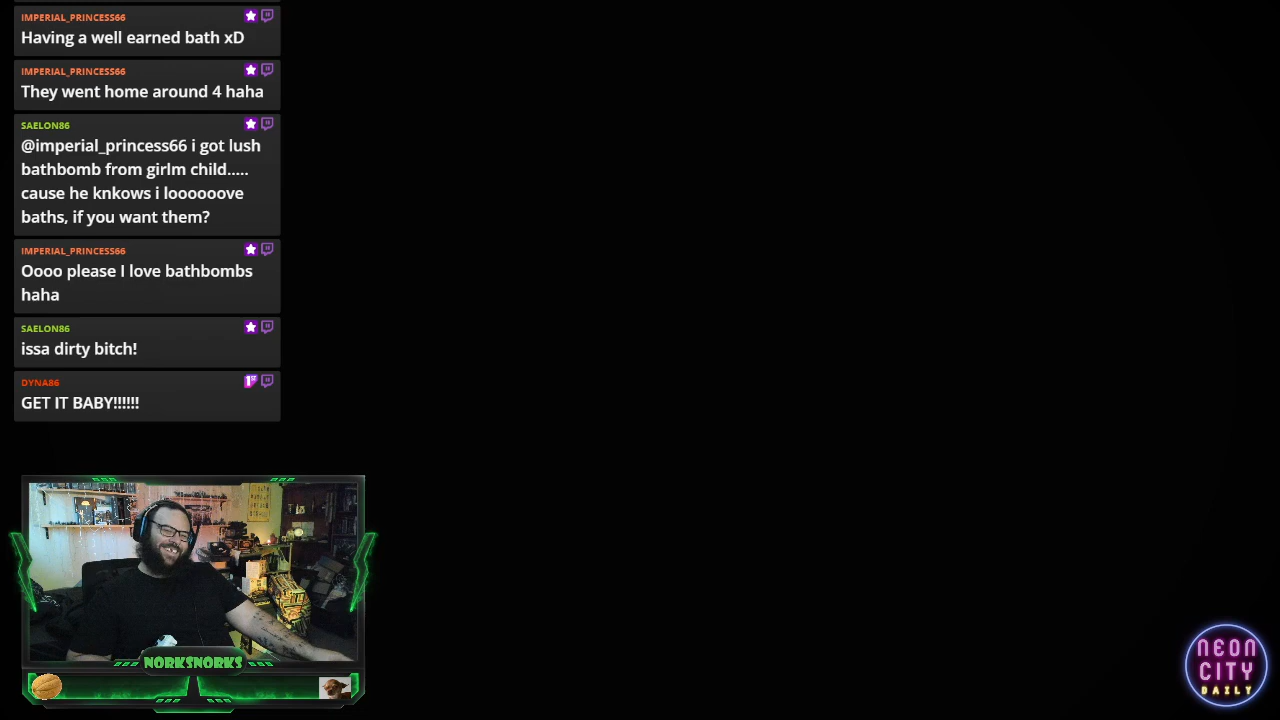 IMPERIAL_PRINCESS66
Having a well earned bath xD
IMPERIAL_PRINCESS66
They went home around 4 haha
SAELON86
@imperial_princess66 i got lush
bathbomb from girlm child.....
cause he knkows i loooooove
baths, if you want them?
IMPERIAL_PRINCESS66
Oooo please I love bathbombs
haha
SAELON86
issa dirty bitch!
DYNA86
GET IT BABY!!!!!!
NORKSNORKS
NEON
CITY
DAILY